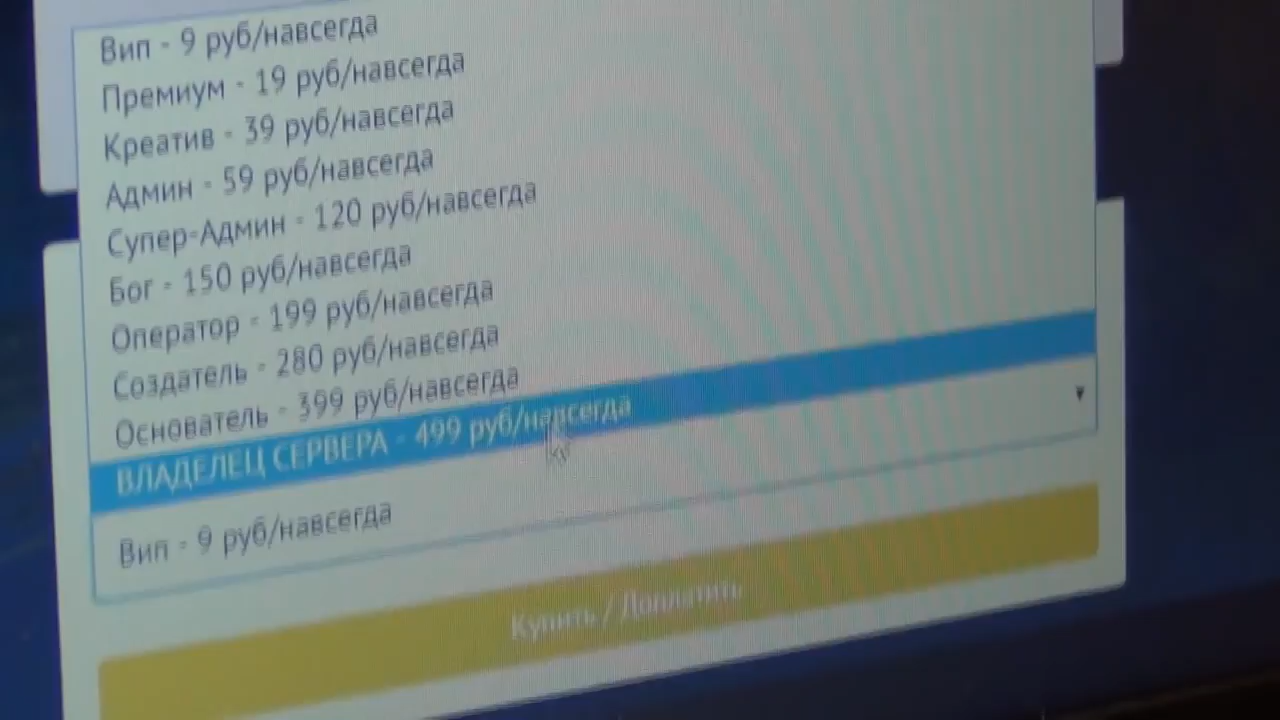 Вип - 9 руб/навсегда
Премиум - 19 руб/навсегда
Креатив - 39 руб/навсегда
Админ - 59 руб/навсегда
Супер-Админ - 120 руб/навсегда
Бог - 150 руб/навсегда
Оператор - 199 руб/навсегда
Создатель - 280 руб/навсегда
Основатель - 399 руб/навсегда
ВЛАДЕЛЕЦ СЕРВЕРА - 499 руб/навсегда
Вип - 9 руб/навсегда
Купить / Доплатить